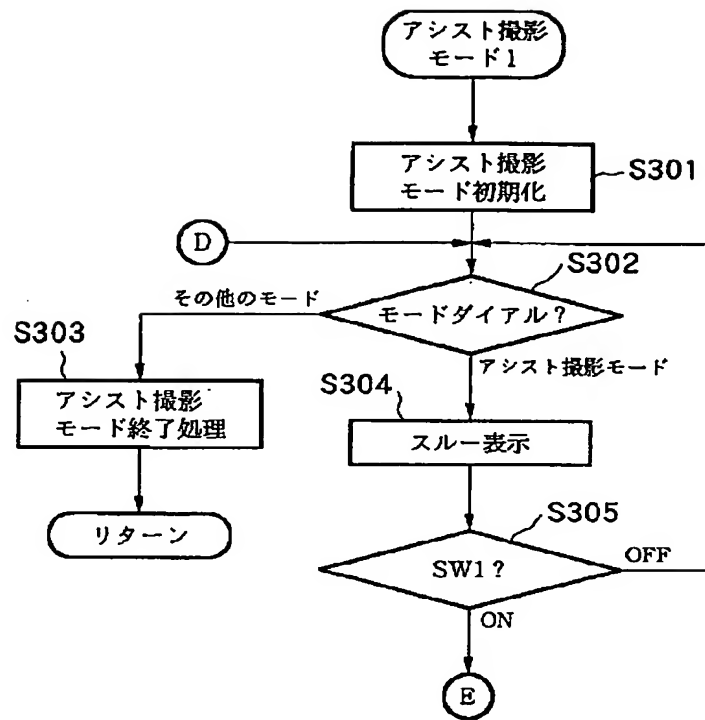 アシスト撮影
モード1
アシスト撮影
モード初期化
S301
D
S302
その他のモード
モードダイアル?
S303
アシスト撮影モード
アシスト撮影
モード終了処理
S304
スルー表示
リターン
S305
SW1?
OFF
ON
E